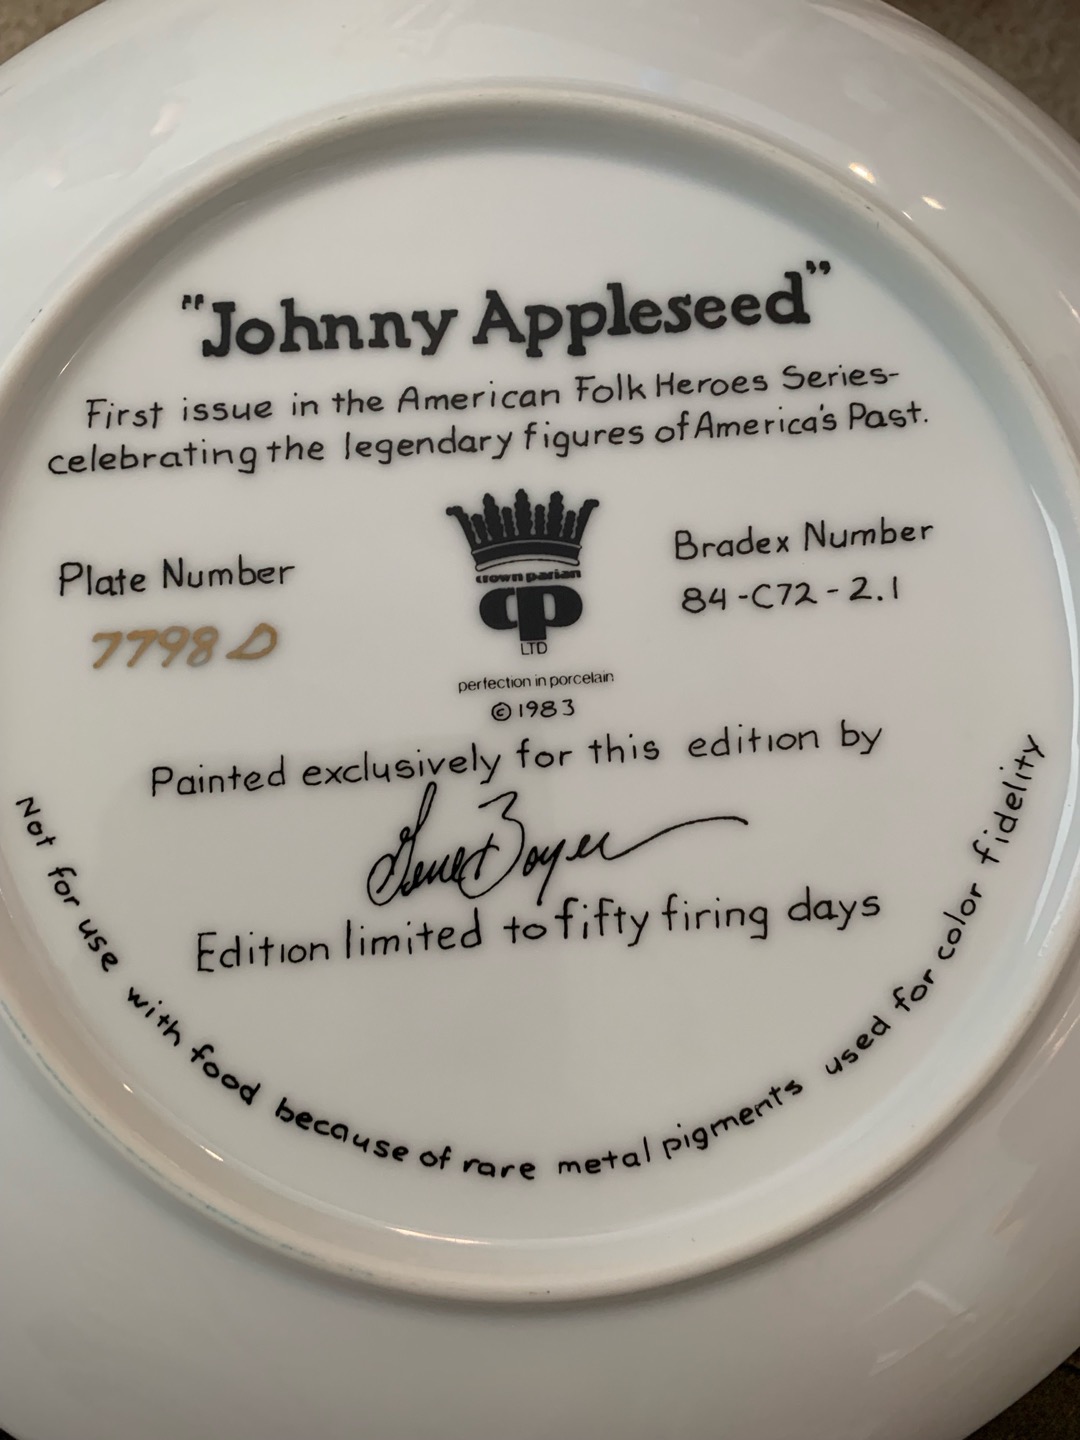 "Johnny Appleseed"
First issue in the American Folk Heroes Series-
celebrating the legendary figures of America's Past.
Plate Number
7798 D
crown parian
cp
LTD
perfection in porcelain
©1983
Bradex Number
84-C72-2.1
Painted exclusively for this edition by
Gene Boyer
Edition limited to fifty firing days
Not for use with food because of rare metal pigments used for color fidelity